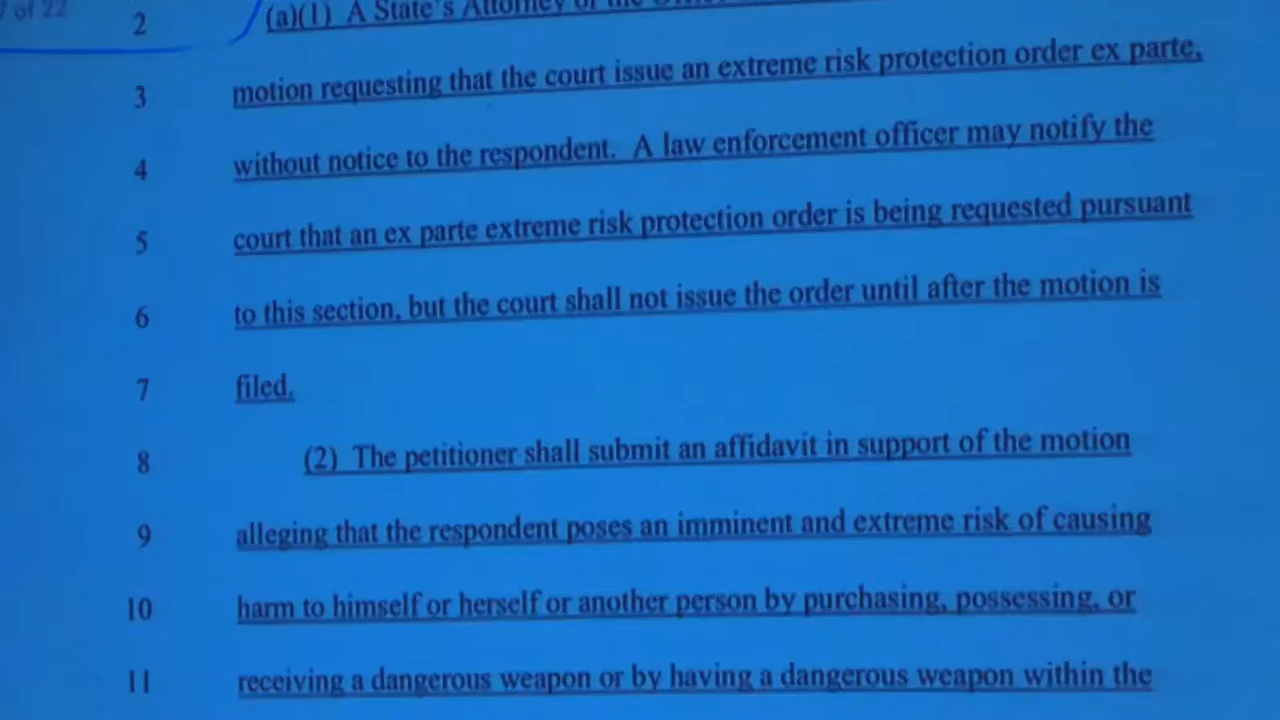 of 22
2 (a)(1) A State's Attorney or the
3 motion requesting that the court issue an extreme risk protection order ex parte,
4 without notice to the respondent. A law enforcement officer may notify the
5 court that an ex parte extreme risk protection order is being requested pursuant
6 to this section, but the court shall not issue the order until after the motion is
7 filed.
8 (2) The petitioner shall submit an affidavit in support of the motion
9 alleging that the respondent poses an imminent and extreme risk of causing
10 harm to himself or herself or another person by purchasing, possessing, or
11 receiving a dangerous weapon or by having a dangerous weapon within the